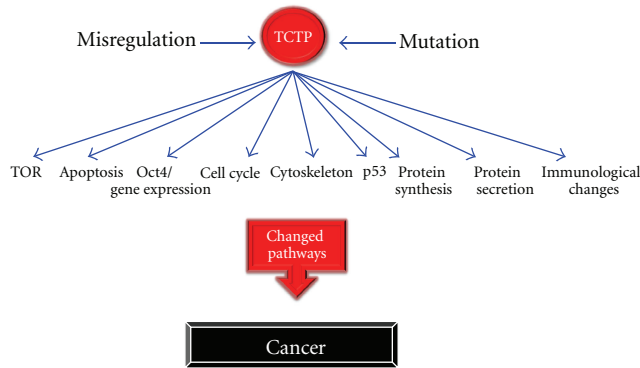 Misregulation
TCTP
Mutation
TOR
Apoptosis
Oct4/
gene expression
Cell cycle
Cytoskeleton
p53
Protein
synthesis
Protein
secretion
Immunological
changes
Changed
pathways
Cancer